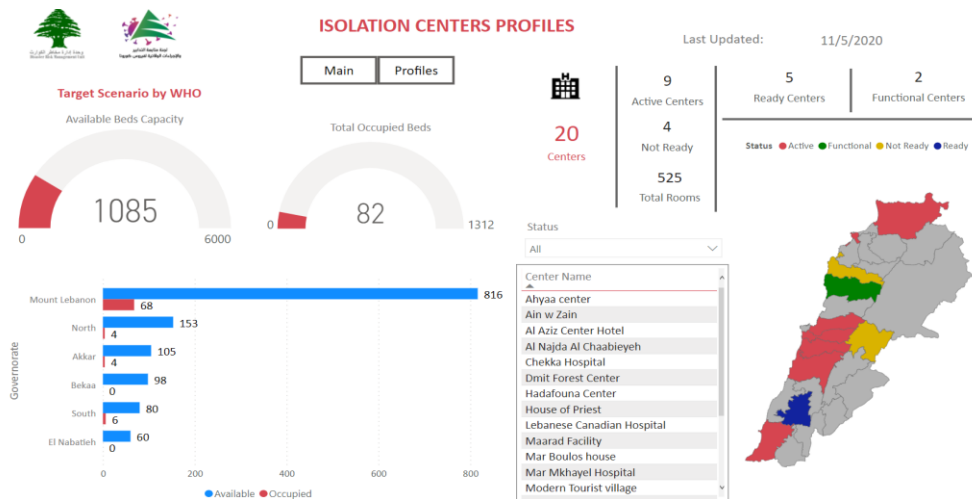 ISOLATION CENTERS PROFILES
Last Updated: 11/5/2020
Main
Profiles
Target Scenario by WHO
Available Beds Capacity
1085
0
6000
Total Occupied Beds
82
0
1312
20
Centers
9
Active Centers
4
Not Ready
525
Total Rooms
5
Ready Centers
2
Functional Centers
Status Active Functional Not Ready Ready
Status
All
Center Name
Ahyaa center
Ain w Zain
Al Aziz Center Hotel
Al Najda Al Chaabieyeh
Chekka Hospital
Dmit Forest Center
Hadafouna Center
House of Priest
Lebanese Canadian Hospital
Maarad Facility
Mar Boulos house
Mar Mkhayel Hospital
Modern Tourist village
Governorate
Mount Lebanon 816
68
North 153
4
Akkar 105
4
Bekaa 98
0
South 80
6
El Nabatieh 60
0
0 200 400 600 800
Available Occupied